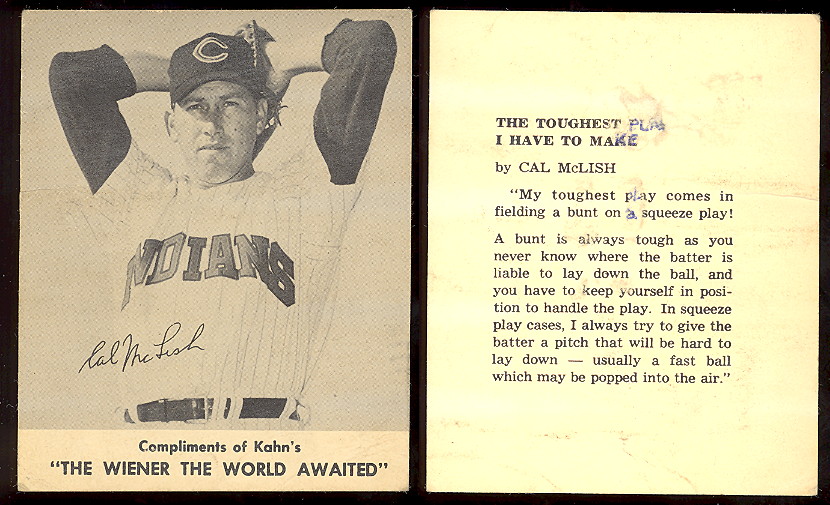 C
INDIANS
Cal McLish
Compliments of Kahn's
"THE WIENER THE WORLD AWAITED"
THE TOUGHEST PLAY
I HAVE TO MAKE
by CAL McLISH
"My toughest play comes in
fielding a bunt on a squeeze play!
A bunt is always tough as you
never know where the batter is
liable to lay down the ball, and
you have to keep yourself in posi-
tion to handle the play. In squeeze
play cases, I always try to give the
batter a pitch that will be hard to
lay down — usually a fast ball
which may be popped into the air."